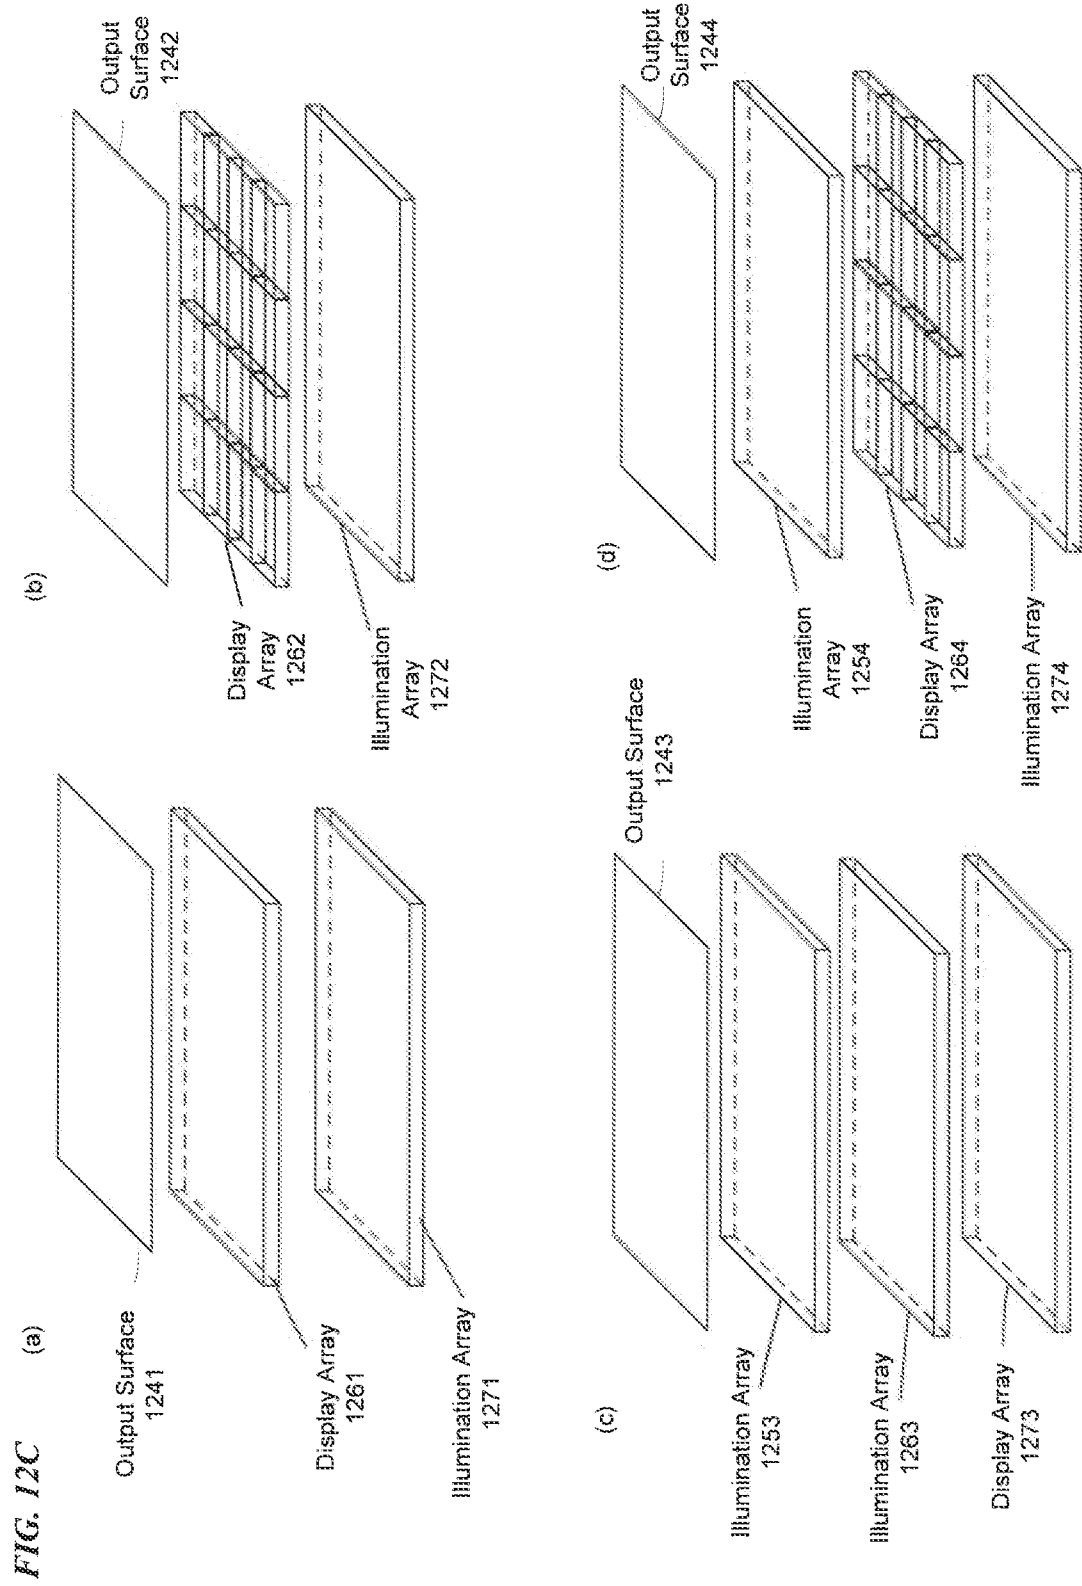 FIG. 12C
(a)
Output Surface
1241
Display Array
1261
Illumination Array
1271
(b)
Output
Surface
1242
Display
Array
1262
Illumination
Array
1272
(c)
Output Surface
1243
Illumination Array
1253
Illumination Array
1263
Display Array
1273
(d)
Output
Surface
1244
Illumination
Array
1254
Display Array
1264
Illumination Array
1274